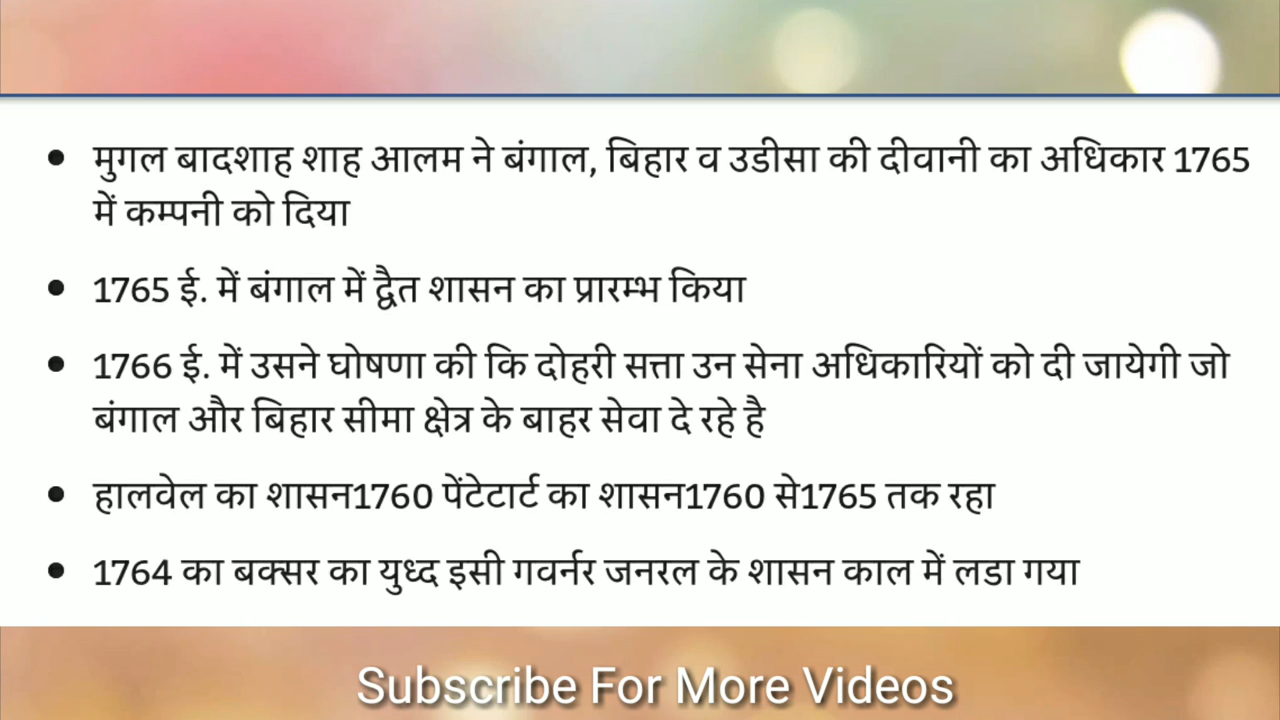 मुगल बादशाह शाह आलम ने बंगाल, बिहार व उडीसा की दीवानी का अधिकार 1765
में कम्पनी को दिया
1765 ई. में बंगाल में द्वैत शासन का प्रारम्भ किया
1766 ई. में उसने घोषणा की कि दोहरी सत्ता उन सेना अधिकारियों को दी जायेगी जो
बंगाल और बिहार सीमा क्षेत्र के बाहर सेवा दे रहे है
हालवेल का शासन1760 पेंटेटार्ट का शासन1760 से1765 तक रहा
1764 का बक्सर का युध्द इसी गवर्नर जनरल के शासन काल में लडा गया
Subscribe For More Videos